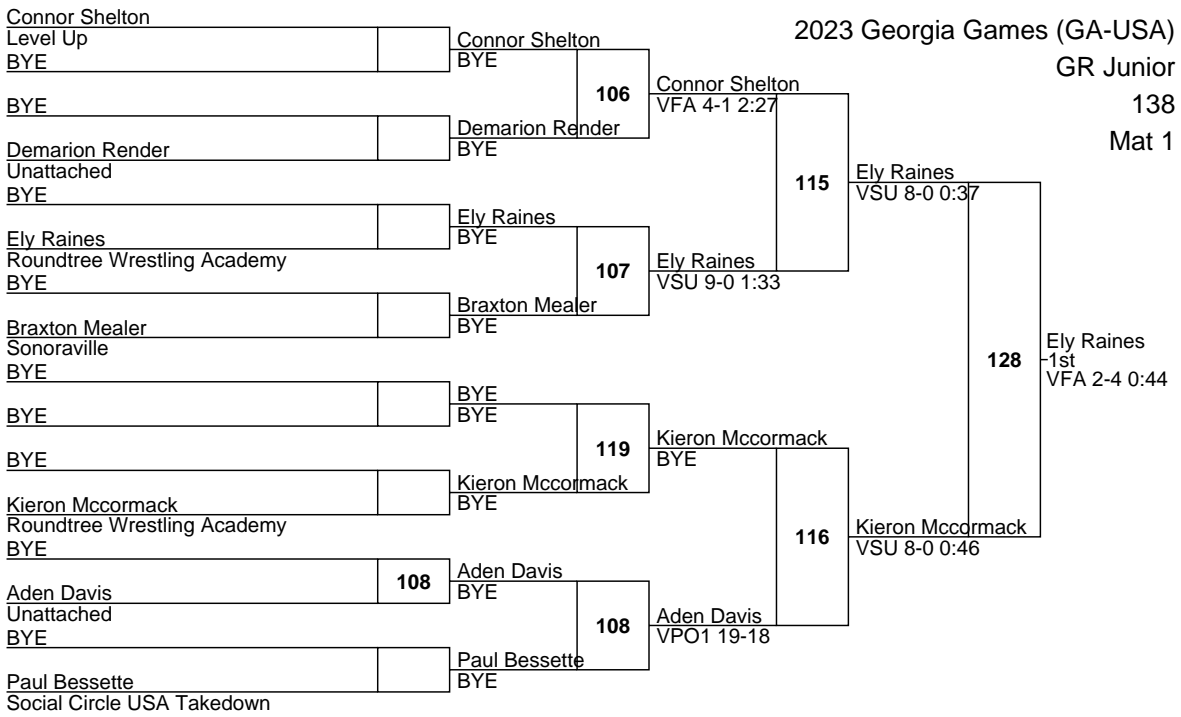 2023 Georgia Games (GA-USA)
GR Junior
138
Mat 1
Connor Shelton
Level Up
BYE
BYE
Demarion Render
Unattached
BYE
Ely Raines
Roundtree Wrestling Academy
BYE
Braxton Mealer
Sonoraville
BYE
BYE
BYE
Kieron Mccormack
Roundtree Wrestling Academy
BYE
Aden Davis
Unattached
BYE
Paul Bessette
Social Circle USA Takedown
108
Connor Shelton
BYE
Demarion Render
BYE
Ely Raines
BYE
Braxton Mealer
BYE
BYE
BYE
Kieron Mccormack
BYE
Aden Davis
BYE
Paul Bessette
BYE
106
107
119
108
Connor Shelton
VFA 4-1 2:27
Ely Raines
VSU 9-0 1:33
Kieron Mccormack
BYE
Aden Davis
VPO1 19-18
115
116
Ely Raines
VSU 8-0 0:37
Kieron Mccormack
VSU 8-0 0:46
128
Ely Raines
1st
VFA 2-4 0:44